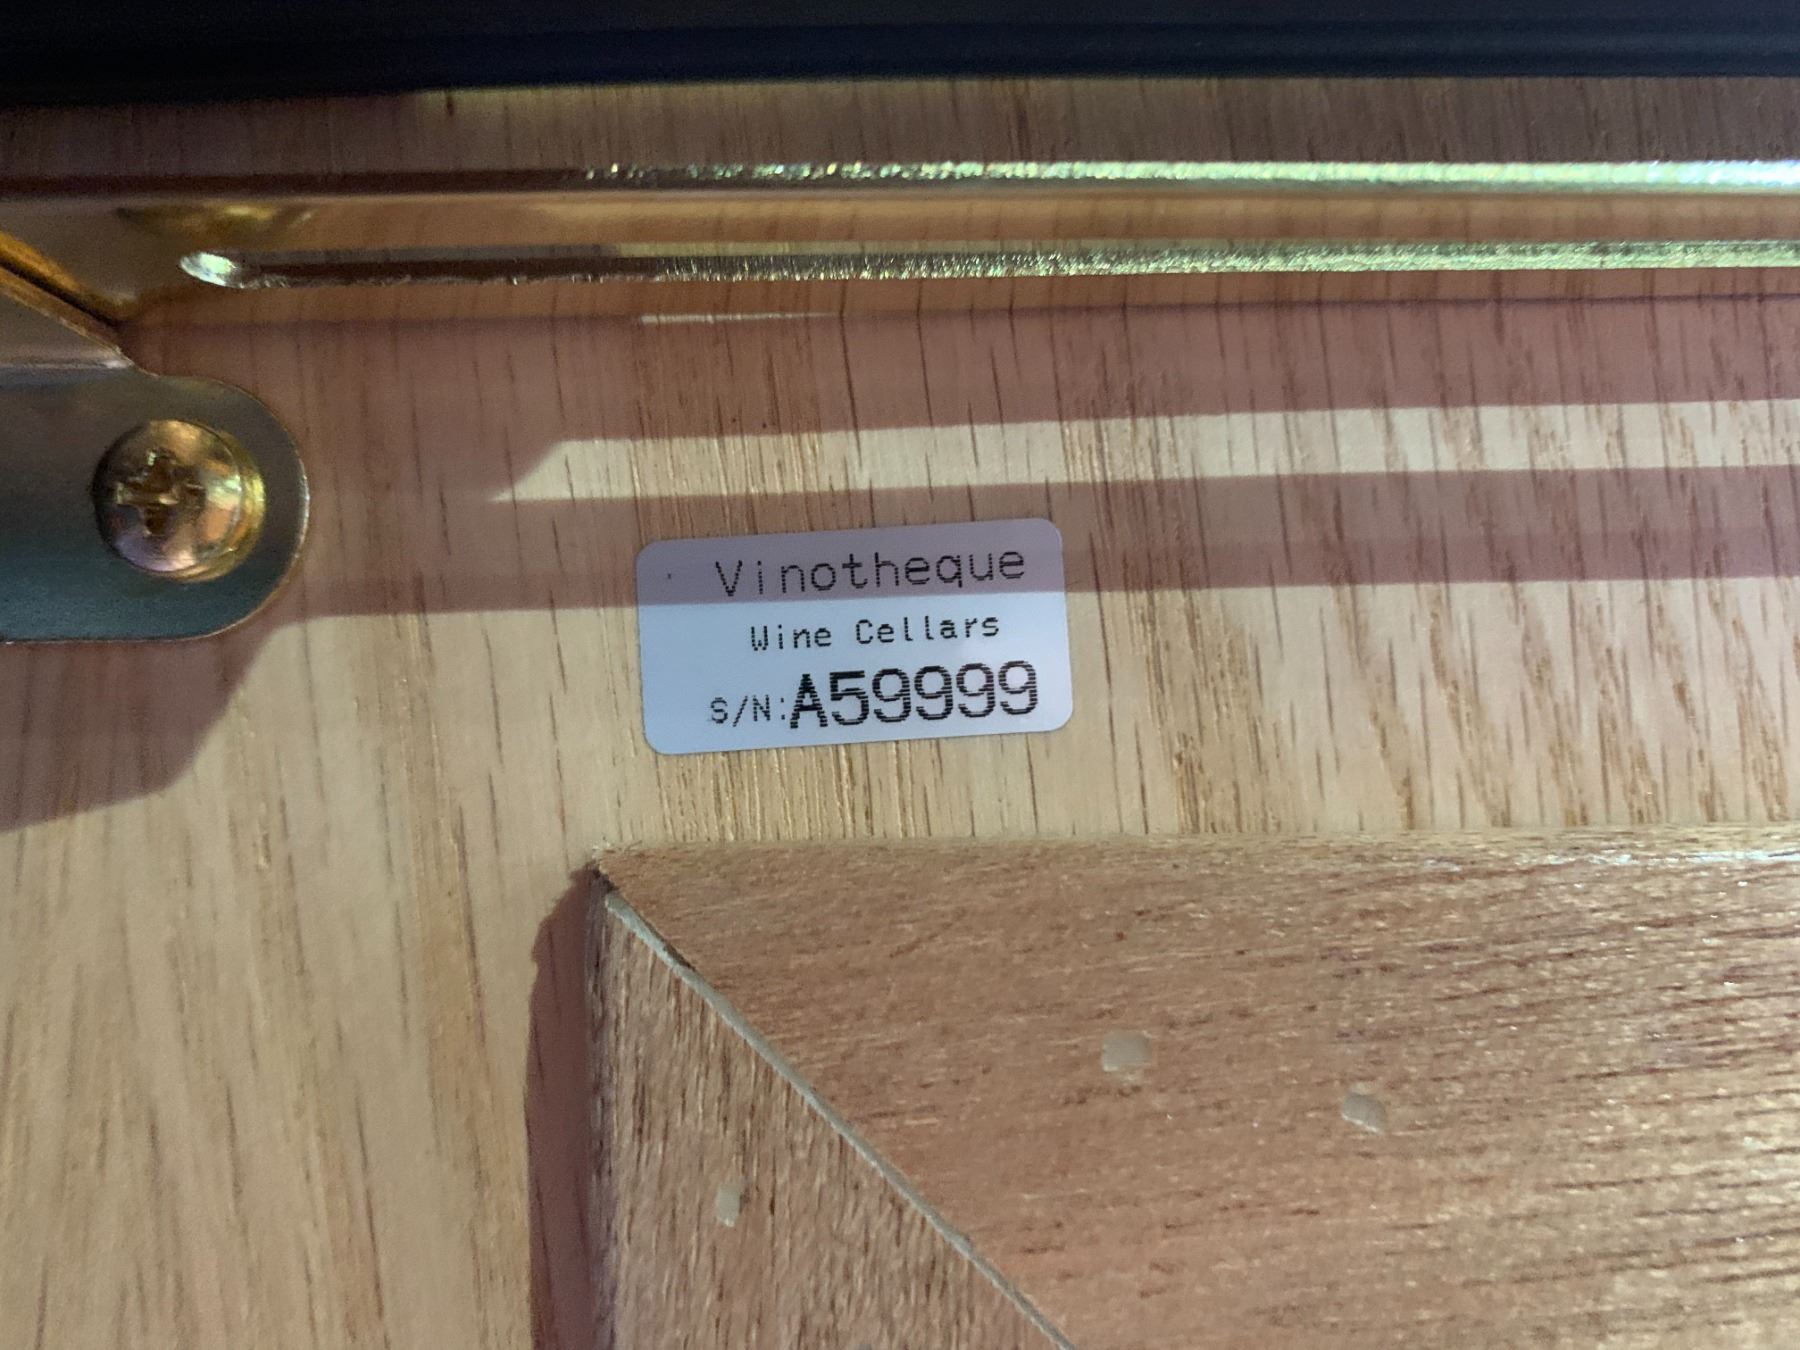 Vinotheque
Wine Cellars
S/N:A59999